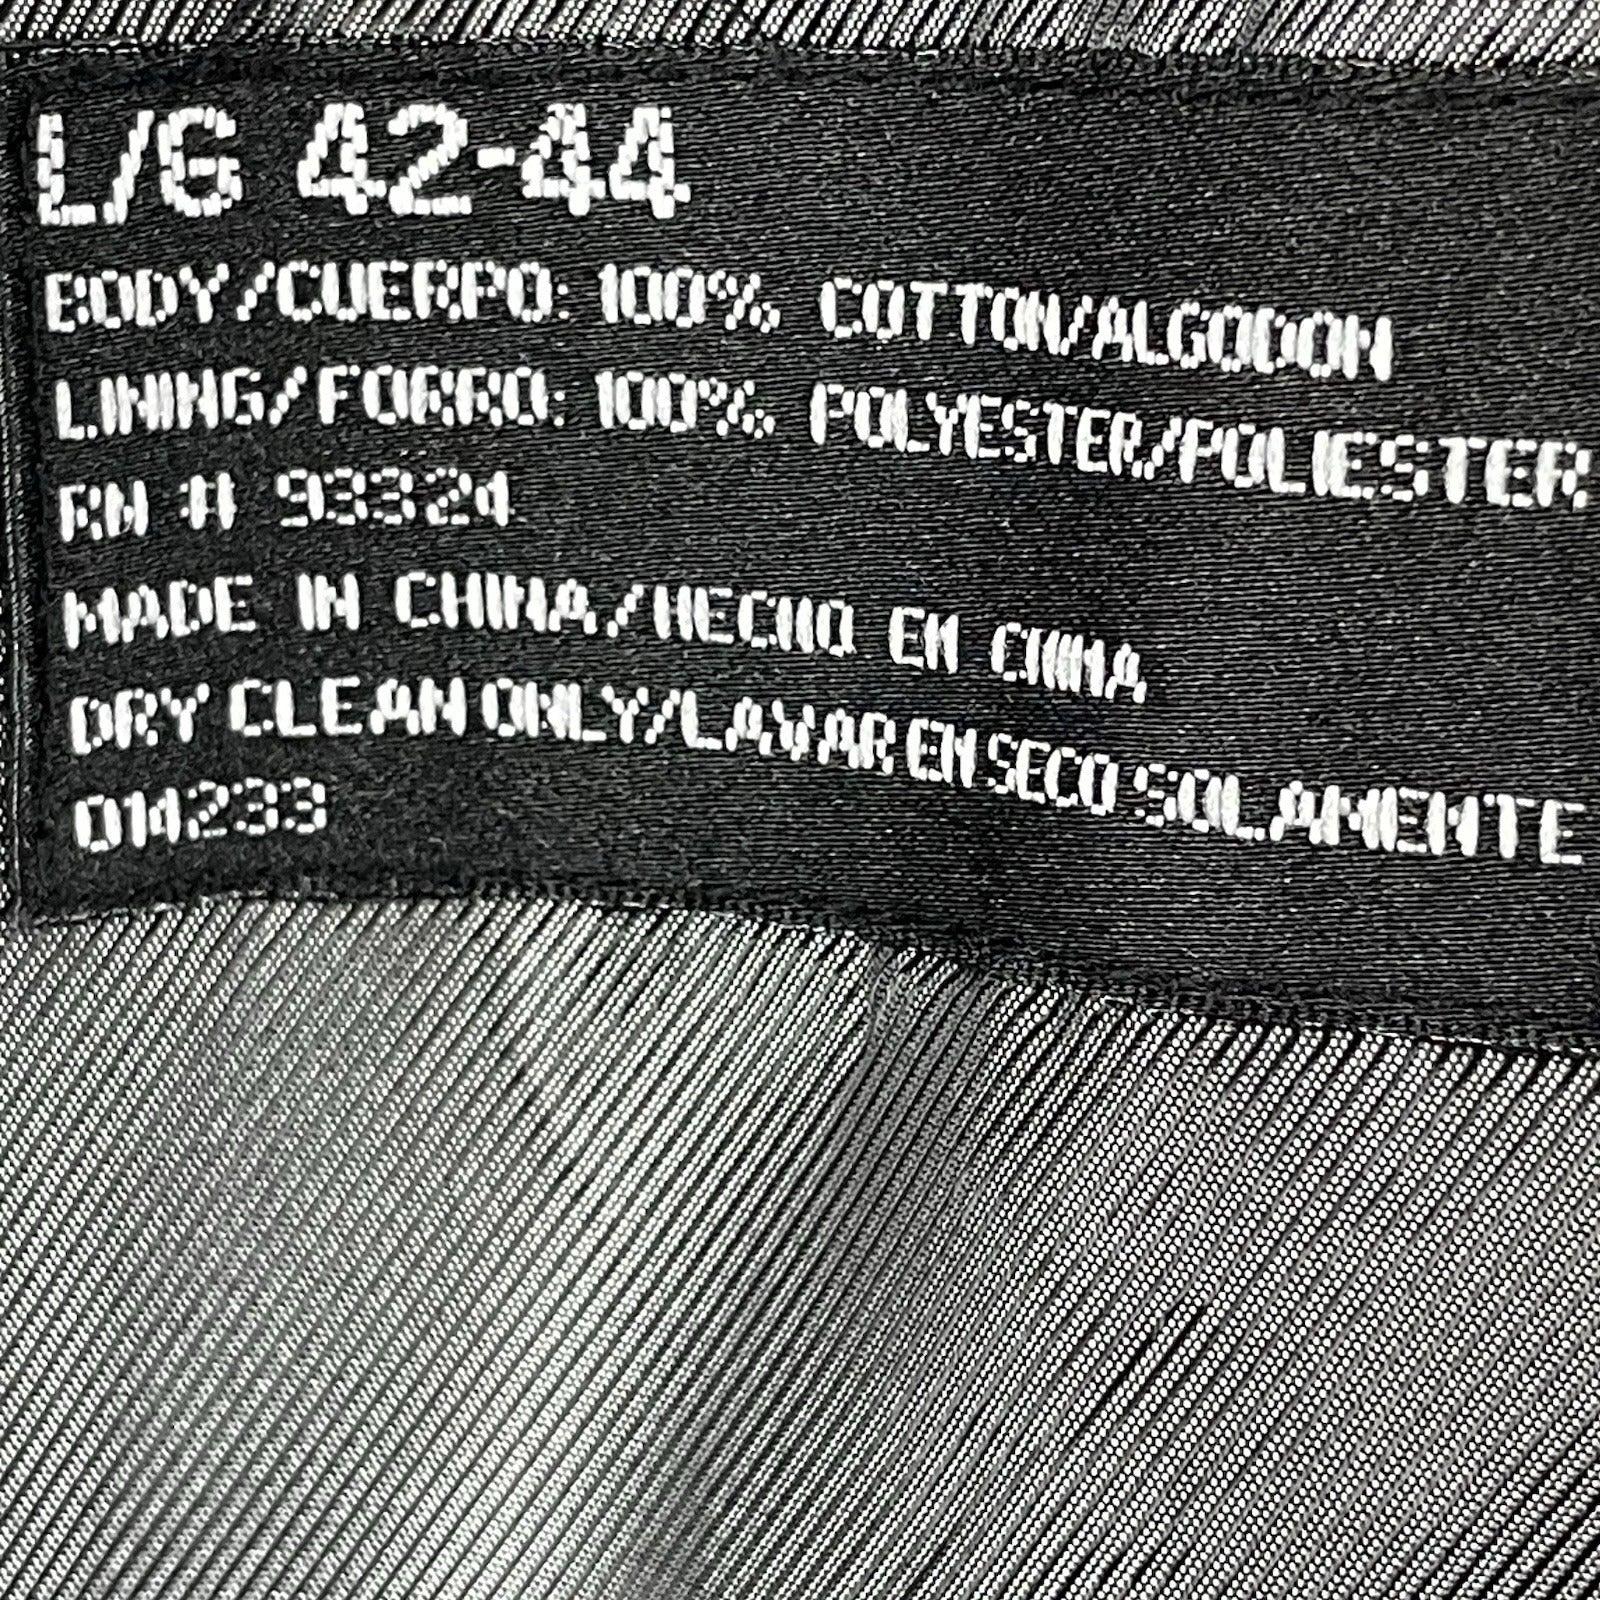 L/G 42-44
BODY/CUERPO: 100% COTTON/ALGODON
LINING/FORRO: 100% POLYESTER/POLIESTER
RN # 93324
MADE IN CHINA/HECHO EN CHINA
DRY CLEAN ONLY/LAVAR EN SECO SOLAMENTE
014233